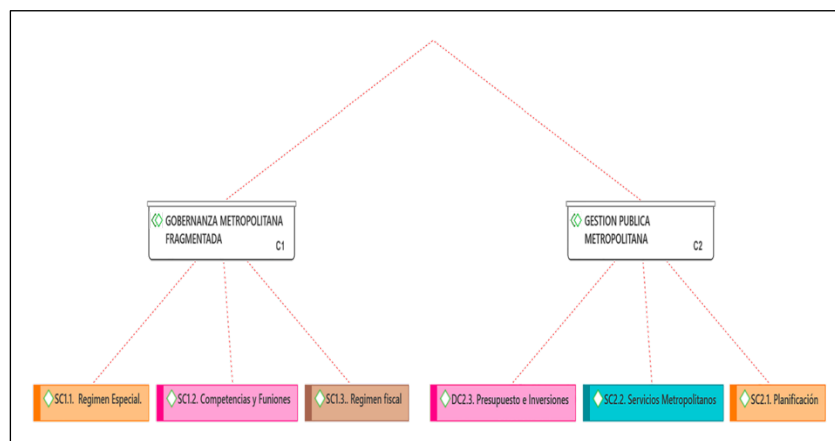 GOBERNANZA METROPOLITANA
FRAGMENTADA
C1
GESTION PUBLICA
METROPOLITANA
C2
SC1.1. Regimen Especial.
SC1.2. Competencias y Funiones
SC1.3.. Regimen fiscal
DC2.3. Presupuesto e Inversiones
SC2.2. Servicios Metropolitanos
SC2.1. Planificación